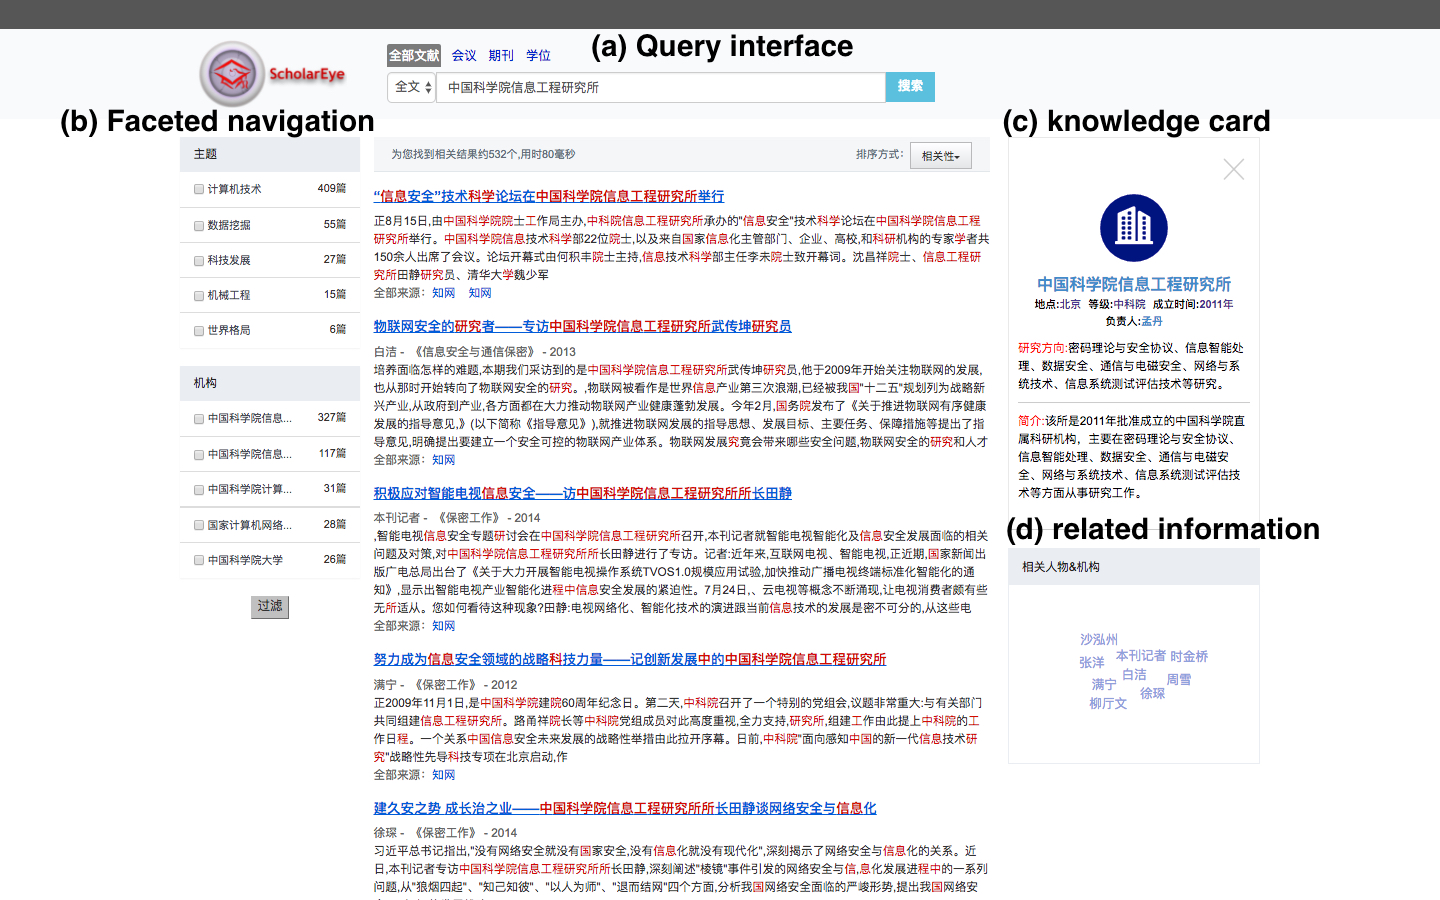 (a) Query interface
ScholarEye
全部文献 会议 期刊 学位
全文 中国科学院信息工程研究所 搜索
(b) Faceted navigation
主题
计算机技术 409篇
数据挖掘 55篇
科技发展 27篇
机械工程 15篇
世界格局 6篇
机构
中国科学院信息... 327篇
中国科学院信息... 117篇
中国科学院计算... 31篇
国家计算机网络... 28篇
中国科学院大学 26篇
过滤
为您找到相关结果约532个,用时80毫秒 排序方式: 相关性
“信息安全”技术科学论坛在中国科学院信息工程研究所举行
正8月15日,由中国科学院院士工作局主办,中科院信息工程研究所承办的"信息安全"技术科学论坛在中国科学院信息工程
研究所举行。中国科学院信息技术科学部22位院士,以及来自国家信息化主管部门、企业、高校,和科研机构的专家学者共
150余人出席了会议。论坛开幕式由何积丰院士主持,信息技术科学部主任李未院士致开幕词。沈昌祥院士、信息工程研
究所田静研究员、清华大学魏少军
全部来源: 知网 知网
物联网安全的研究者——专访中国科学院信息工程研究所武传坤研究员
白洁 - 《信息安全与通信保密》 - 2013
培养面临怎样的难题,本期我们采访到的是中国科学院信息工程研究所武传坤研究员,他于2009年开始关注物联网的发展,
也从那时开始转向了物联网安全的研究。,物联网被看作是世界信息产业第三次浪潮,已经被我国"十二五"规划列为战略新
兴产业,从政府到产业,各方面都在大力推动物联网产业健康蓬勃发展。今年2月,国务院发布了《关于推进物联网有序健康
发展的指导意见,》(以下简称《指导意见》),就推进物联网发展的指导思想、发展目标、主要任务、保障措施等提出了指
导意见,明确提出要建立一个安全可控的物联网产业体系。物联网发展究竟会带来哪些安全问题,物联网安全的研究和人才
全部来源: 知网
积极应对智能电视信息安全——访中国科学院信息工程研究所所长田静
本刊记者 - 《保密工作》 - 2014
,智能电视信息安全专题研讨会在中国科学院信息工程研究所召开,本刊记者就智能电视智能化及信息安全发展面临的相关
问题及对策,对中国科学院信息工程研究所所长田静进行了专访。记者:近年来,互联网电视、智能电视,正近期,国家新闻出
版广电总局出台了《关于大力开展智能电视操作系统TVOS1.0规模应用试验,加快推动广播电视终端标准化智能化的通
知》,显示出智能电视产业智能化进程中信息安全发展的紧迫性。7月24日,、云电视等概念不断涌现,让电视消费者颇有些
无所适从。您如何看待这种现象?田静:电视网络化、智能化技术的演进跟当前信息技术的发展是密不可分的,从这些电
全部来源: 知网
努力成为信息安全领域的战略科技力量——记创新发展中的中国科学院信息工程研究所
满宁 - 《保密工作》 - 2012
正2009年11月1日,是中国科学院建院60周年纪念日。第二天,中科院召开了一个特别的党组会,议题非常重大:与有关部门
共同组建信息工程研究所。路甬祥院长等中科院党组成员对此高度重视,全力支持,研究所,组建工作由此提上中科院的工
作日程。一个关系中国信息安全未来发展的战略性举措由此拉开序幕。日前,中科院"面向感知中国的新一代信息技术研
究"战略性先导科技专项在北京启动,作
全部来源: 知网
建久安之势 成长治之业——中国科学院信息工程研究所所长田静谈网络安全与信息化
徐琛 - 《保密工作》 - 2014
习近平总书记指出,"没有网络安全就没有国家安全,没有信息化就没有现代化",深刻揭示了网络安全与信息化的关系。近
日,本刊记者专访中国科学院信息工程研究所所长田静,深刻阐述"棱镜"事件引发的网络安全与信,息化发展进程中的一系列
问题,从"狼烟四起"、"知己知彼"、"以人为师"、"退而结网"四个方面,分析我国网络安全面临的严峻形势,提出我国网络安
(c) knowledge card
中国科学院信息工程研究所
地点:北京 等级:中科院 成立时间:2011年
负责人:孟丹
研究方向:密码理论与安全协议、信息智能处
理、数据安全、通信与电磁安全、网络与系
统技术、信息系统测试评估技术等研究。
简介:该所是2011年批准成立的中国科学院直
属科研机构，主要在密码理论与安全协议、
信息智能处理、数据安全、通信与电磁安
全、网络与系统技术、信息系统测试评估技
术等方面从事研究工作。
(d) related information
相关人物&机构
沙泓州
张洋 本刊记者 时金桥
白洁
满宁 周雪
徐琛
柳厅文